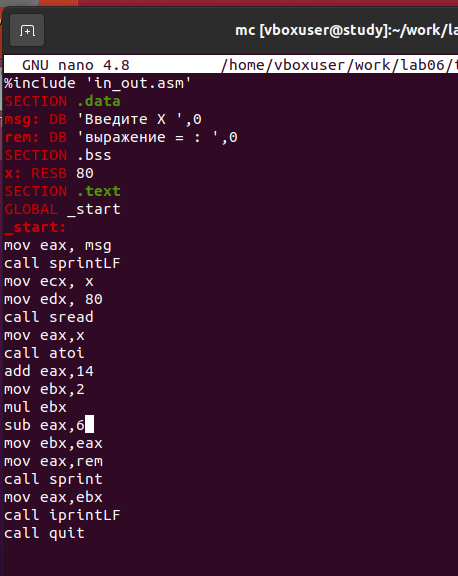 mc [vboxuser@study]:~/work/la
GNU nano 4.8 /home/vboxuser/work/lab06/
%include 'in_out.asm'
SECTION .data
msg: DB 'Введите X ',0
rem: DB 'выражение = : ',0
SECTION .bss
x: RESB 80
SECTION .text
GLOBAL _start
_start:
mov eax, msg
call sprintLF
mov ecx, x
mov edx, 80
call sread
mov eax,x
call atoi
add eax,14
mov ebx,2
mul ebx
sub eax,6
mov ebx,eax
mov eax,rem
call sprint
mov eax,ebx
call iprintLF
call quit